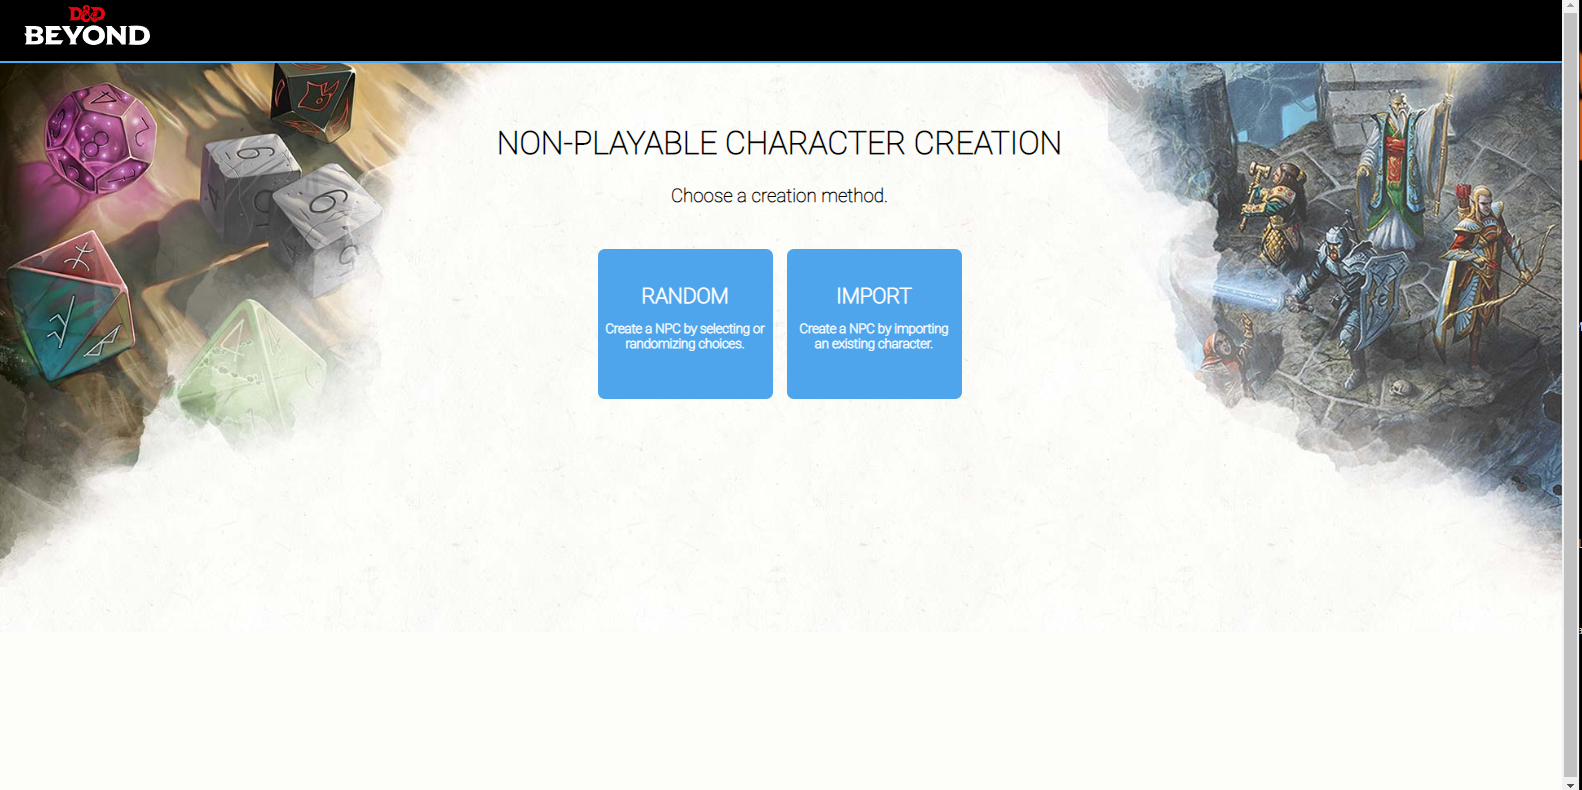 D&D
BEYOND
NON-PLAYABLE CHARACTER CREATION
Choose a creation method.
RANDOM
Create a NPC by selecting or
randomizing choices.
IMPORT
Create a NPC by importing
an existing character.